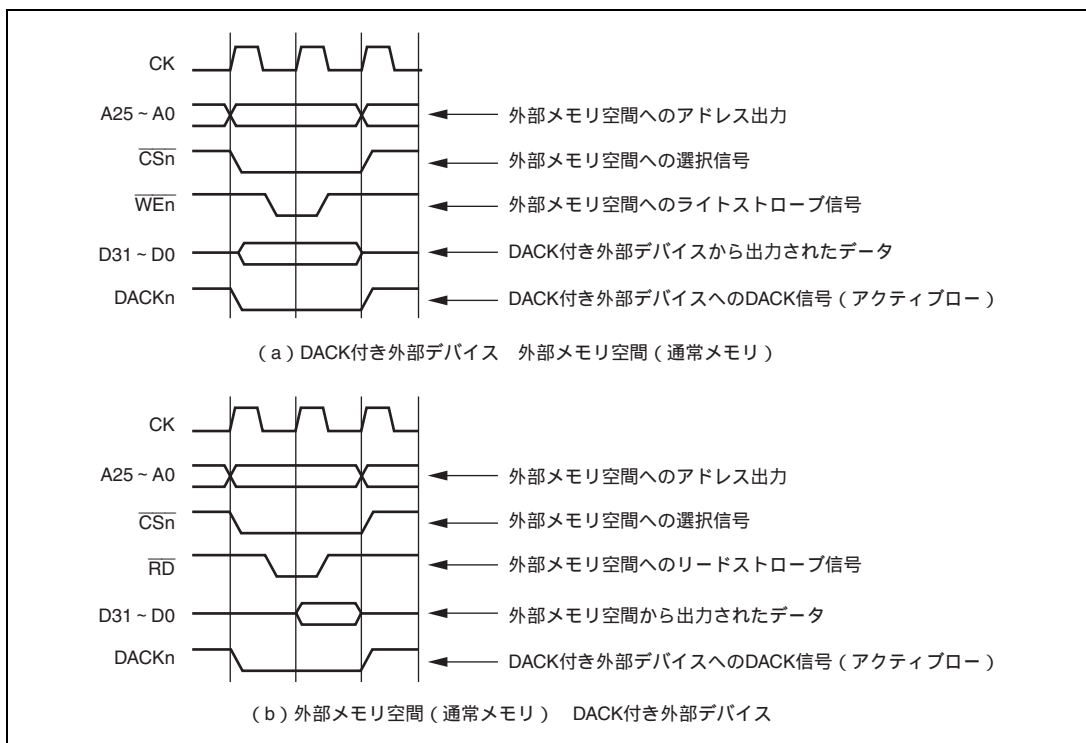 CK
A25 ~ A0 外部メモリ空間へのアドレス出力
CSn 外部メモリ空間への選択信号
WEn 外部メモリ空間へのライトストローブ信号
D31 ~ D0 DACK付き外部デバイスから出力されたデータ
DACKn DACK付き外部デバイスへのDACK信号（アクティブロー）
（a）DACK付き外部デバイス　外部メモリ空間（通常メモリ）
CK
A25 ~ A0 外部メモリ空間へのアドレス出力
CSn 外部メモリ空間への選択信号
RD 外部メモリ空間へのリードストローブ信号
D31 ~ D0 外部メモリ空間から出力されたデータ
DACKn DACK付き外部デバイスへのDACK信号（アクティブロー）
（b）外部メモリ空間（通常メモリ）　DACK付き外部デバイス